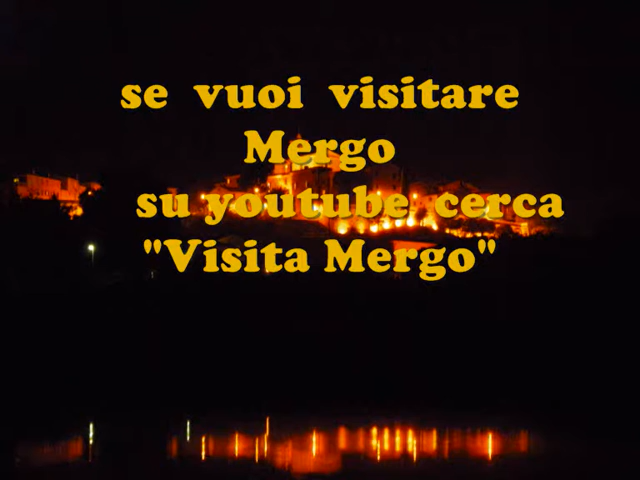 se vuoi visitare
Mergo
su youtube cerca
"Visita Mergo"